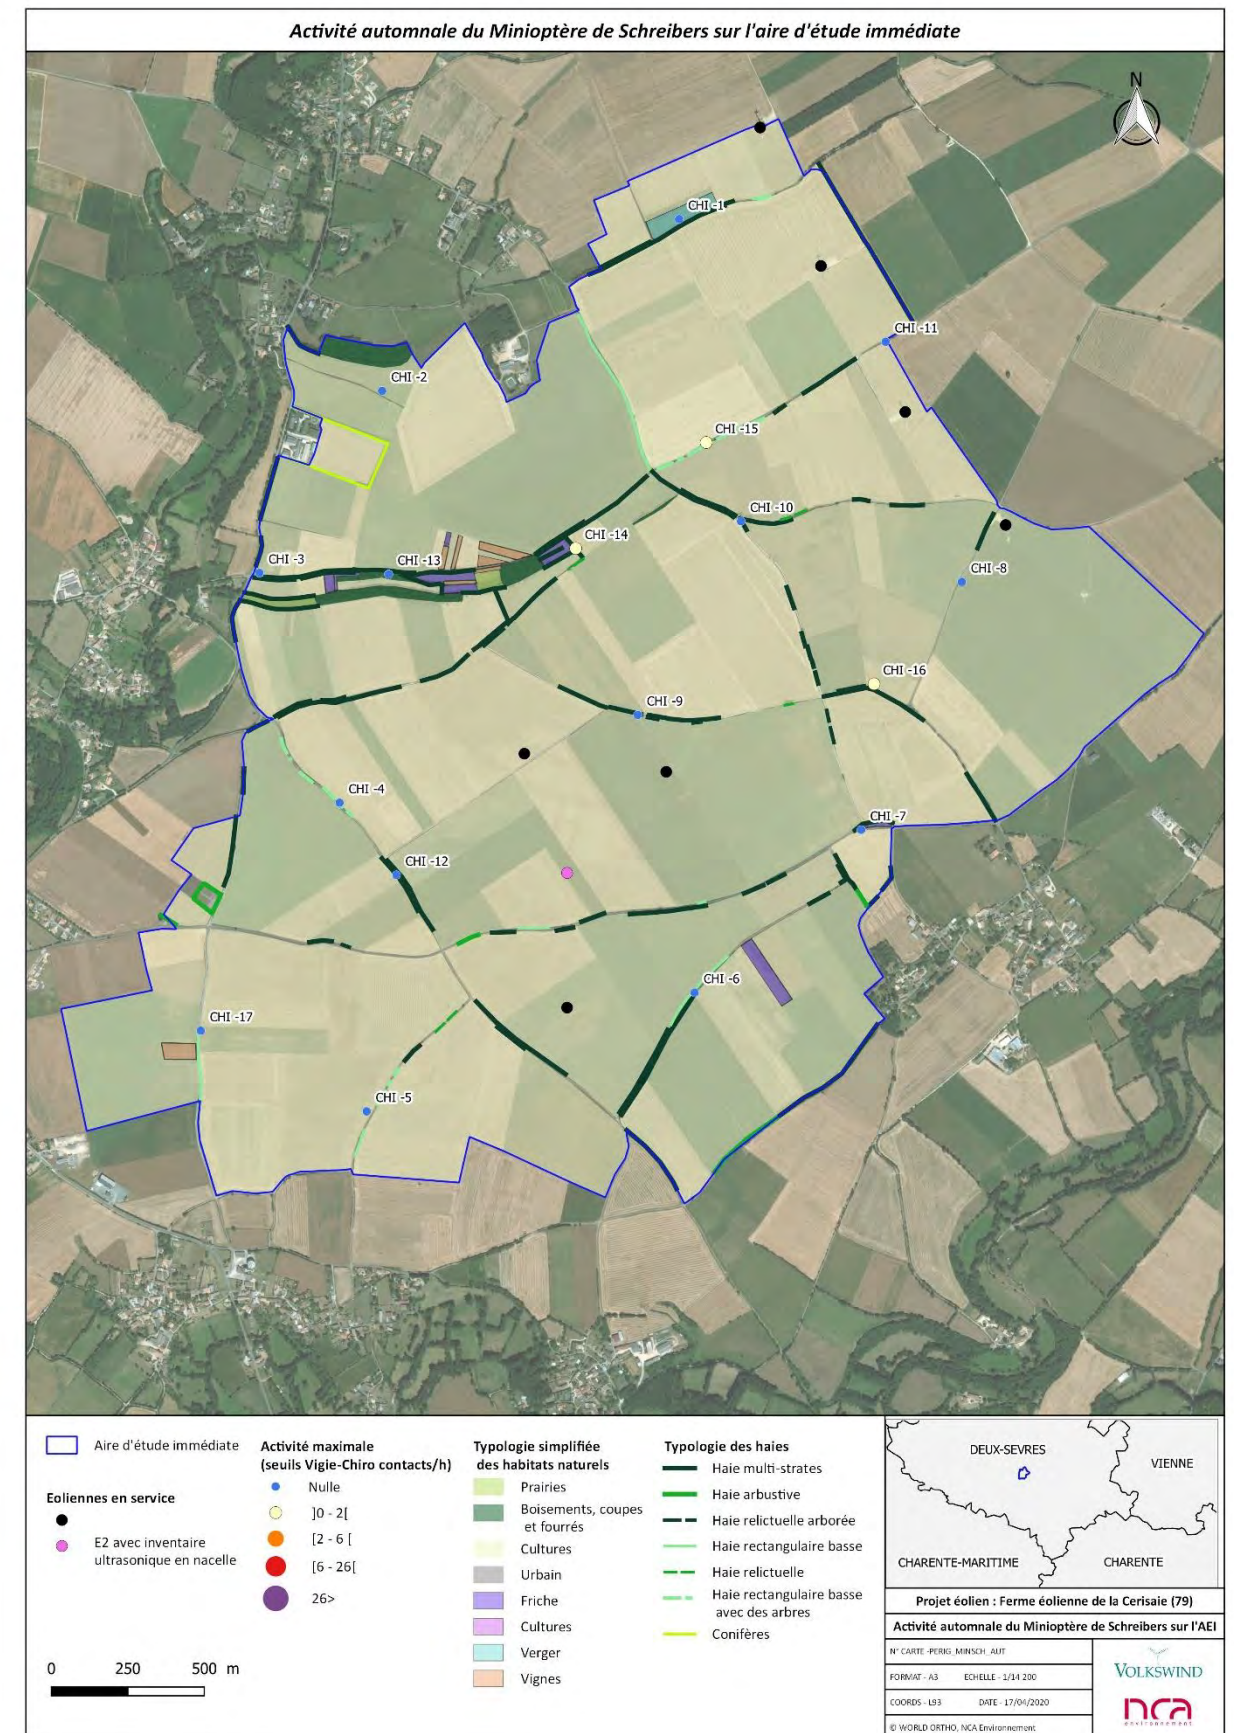 Activité automnale du Minioptère de Schreibers sur l'aire d'étude immédiate
N
CHI -1
CHI -11
CHI -2
CHI -15
CHI -10
CHI -14
CHI -3
CHI -13
CHI -8
CHI -16
CHI -9
CHI -4
CHI -7
CHI -12
CHI -6
CHI -17
CHI -5
Aire d'étude immédiate
Eoliennes en service
E2 avec inventaire
ultrasonique en nacelle
0 250 500 m
Activité maximale
(seuils Vigie-Chiro contacts/h)
Nulle
]0 - 2[
[2 - 6 [
[6 - 26[
26>
Typologie simplifiée
des habitats naturels
Prairies
Boisements, coupes
et fourrés
Cultures
Urbain
Friche
Cultures
Verger
Vignes
Typologie des haies
Haie multi-strates
Haie arbustive
Haie relictuelle arborée
Haie rectangulaire basse
Haie relictuelle
Haie rectangulaire basse
avec des arbres
Conifères
DEUX-SEVRES
VIENNE
CHARENTE-MARITIME
CHARENTE
Projet éolien : Ferme éolienne de la Cerisaie (79)
Activité automnale du Minioptère de Schreibers sur l'AEI
N° CARTE -PERIG_MINSCH_AUT
FORMAT - A3 ECHELLE - 1/14 200
COORDS - L93 DATE - 17/04/2020
© WORLD ORTHO, NCA Environnement
VOLKSWIND
nca
environnement